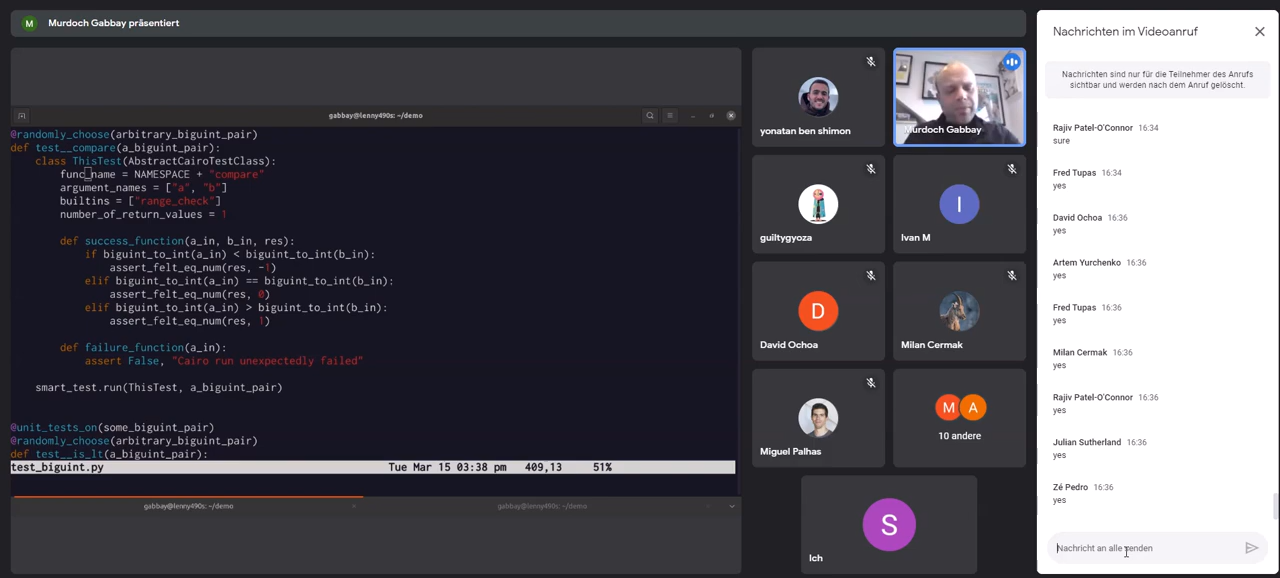 M
Murdoch Gabbay präsentiert
gabbay@lenny490s: ~/demo
@randomly_choose(arbitrary_biguint_pair)
def test__compare(a_biguint_pair):
class ThisTest(AbstractCairoTestClass):
func_name = NAMESPACE + "compare"
argument_names = ["a", "b"]
builtins = ["range_check"]
number_of_return_values = 1
def success_function(a_in, b_in, res):
if biguint_to_int(a_in) < biguint_to_int(b_in):
assert_felt_eq_num(res, -1)
elif biguint_to_int(a_in) == biguint_to_int(b_in):
assert_felt_eq_num(res, 0)
elif biguint_to_int(a_in) > biguint_to_int(b_in):
assert_felt_eq_num(res, 1)
def failure_function(a_in):
assert False, "Cairo run unexpectedly failed"
smart_test.run(ThisTest, a_biguint_pair)
@unit_tests_on(some_biguint_pair)
@randomly_choose(arbitrary_biguint_pair)
def test__is_lt(a_biguint_pair):
test_biguint.py Tue Mar 15 03:38 pm 409,13 51%
gabbay@lenny490s: ~/demo
gabbay@lenny490s: ~/demo
yonatan ben shimon
Murdoch Gabbay
guiltygyoza
I
Ivan M
D
David Ochoa
Milan Cermak
Miguel Palhas
M A
10 andere
S
Ich
Nachrichten im Videoanruf
Nachrichten sind nur für die Teilnehmer des Anrufs
sichtbar und werden nach dem Anruf gelöscht.
Rajiv Patel-O'Connor 16:34
sure
Fred Tupas 16:34
yes
David Ochoa 16:36
yes
Artem Yurchenko 16:36
yes
Fred Tupas 16:36
yes
Milan Cermak 16:36
yes
Rajiv Patel-O'Connor 16:36
yes
Julian Sutherland 16:36
yes
Zé Pedro 16:36
yes
Nachricht an alle senden